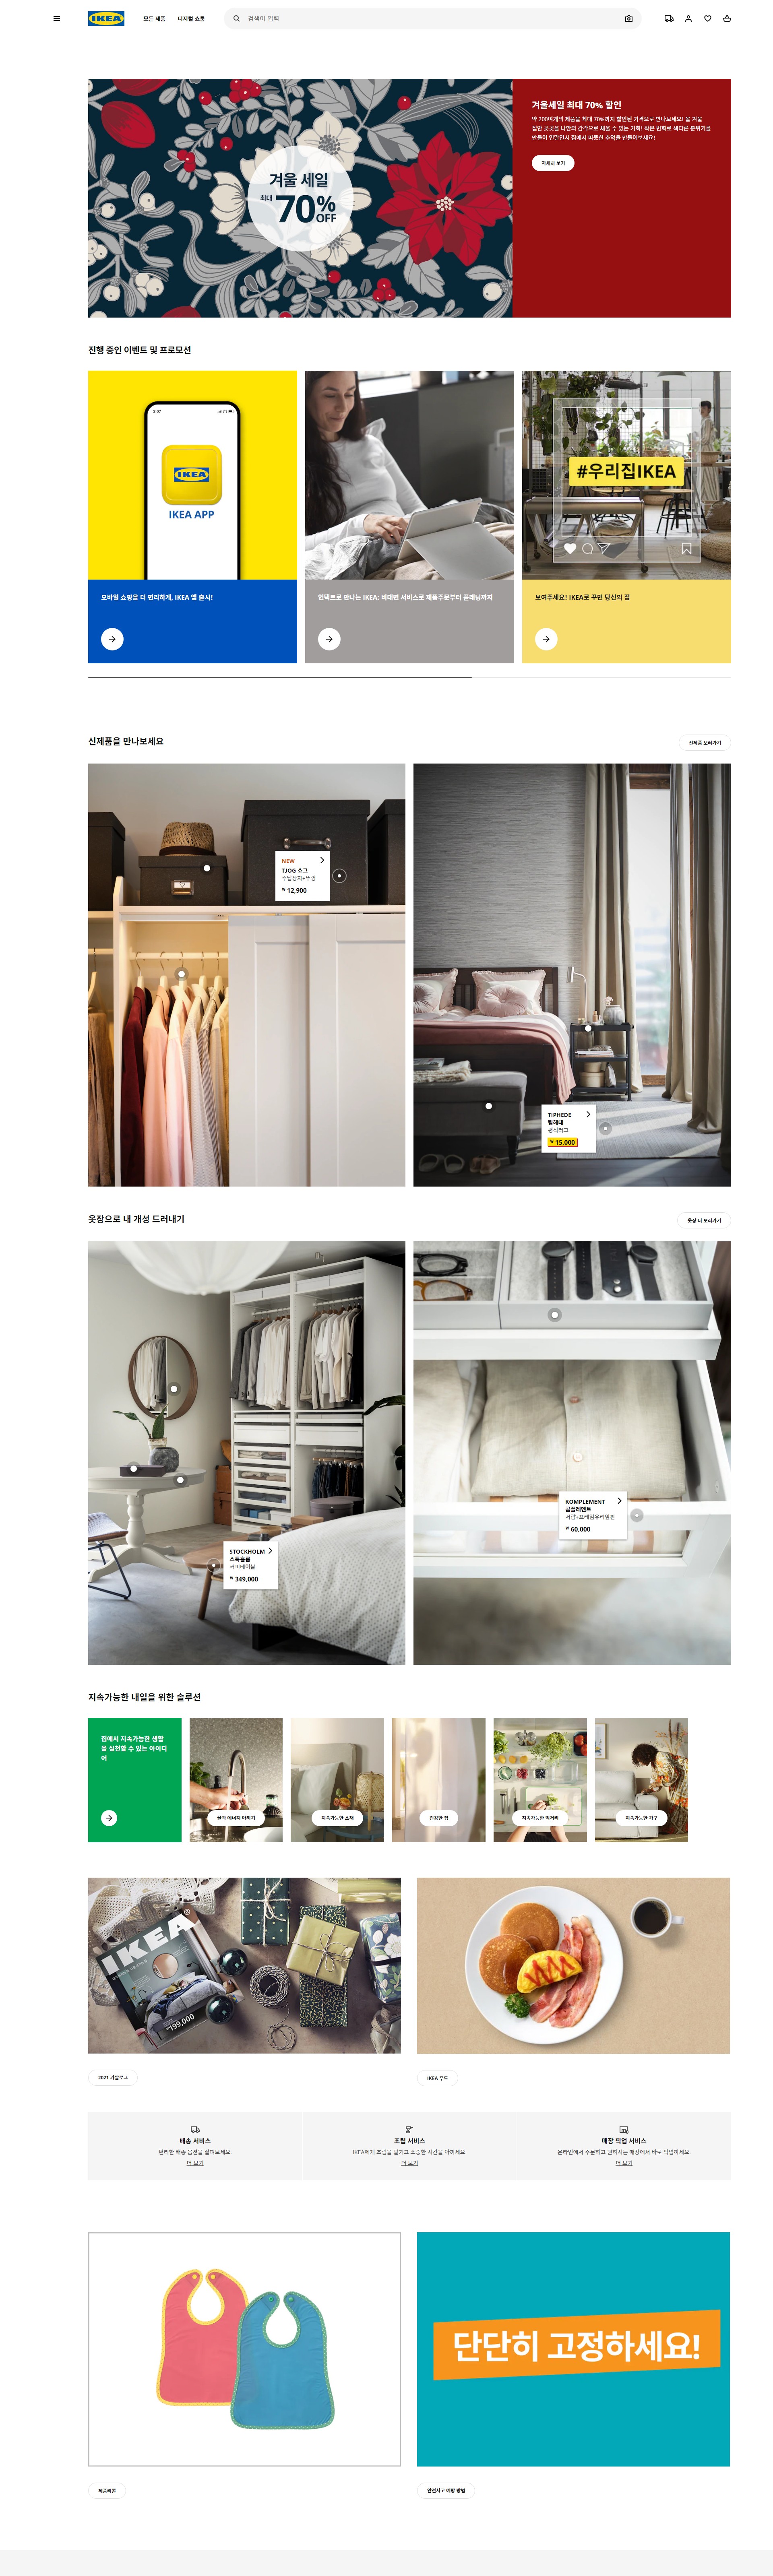 IKEA
모든 제품
디지털 쇼룸
검색어 입력
겨울 세일
최대
70%
OFF
겨울세일 최대 70% 할인
약 200여개의 제품을 최대 70%까지 할인된 가격으로 만나보세요! 올 겨울
집안 곳곳을 나만의 감각으로 채울 수 있는 기회! 작은 변화로 색다른 분위기를
만들어 연말연시 집에서 따뜻한 추억을 만들어보세요!
자세히 보기
진행 중인 이벤트 및 프로모션
2:07
IKEA
IKEA APP
#우리집IKEA
모바일 쇼핑을 더 편리하게, IKEA 앱 출시!
언택트로 만나는 IKEA: 비대면 서비스로 제품주문부터 플래닝까지
보여주세요! IKEA로 꾸민 당신의 집
신제품을 만나보세요
신제품 보러가기
NEW
TJOG 쇼그
수납상자+뚜껑
₩ 12,900
TIPHEDE
팁헤데
평직러그
₩ 15,000
옷장으로 내 개성 드러내기
옷장 더 보러가기
KOMPLEMENT
콤플레멘트
서랍+프레임유리앞판
₩ 60,000
STOCKHOLM
스톡홀름
커피테이블
₩ 349,000
지속가능한 내일을 위한 솔루션
집에서 지속가능한 생활
을 실천할 수 있는 아이디
어
물과 에너지 아끼기
지속가능한 소재
건강한 집
지속가능한 먹거리
지속가능한 가구
IKEA
199,000
2021 카탈로그
IKEA 푸드
배송 서비스
편리한 배송 옵션을 살펴보세요.
더 보기
조립 서비스
IKEA에게 조립을 맡기고 소중한 시간을 아끼세요.
더 보기
매장 픽업 서비스
온라인에서 주문하고 원하시는 매장에서 바로 픽업하세요.
더 보기
단단히 고정하세요!
제품리콜
안전사고 예방 방법